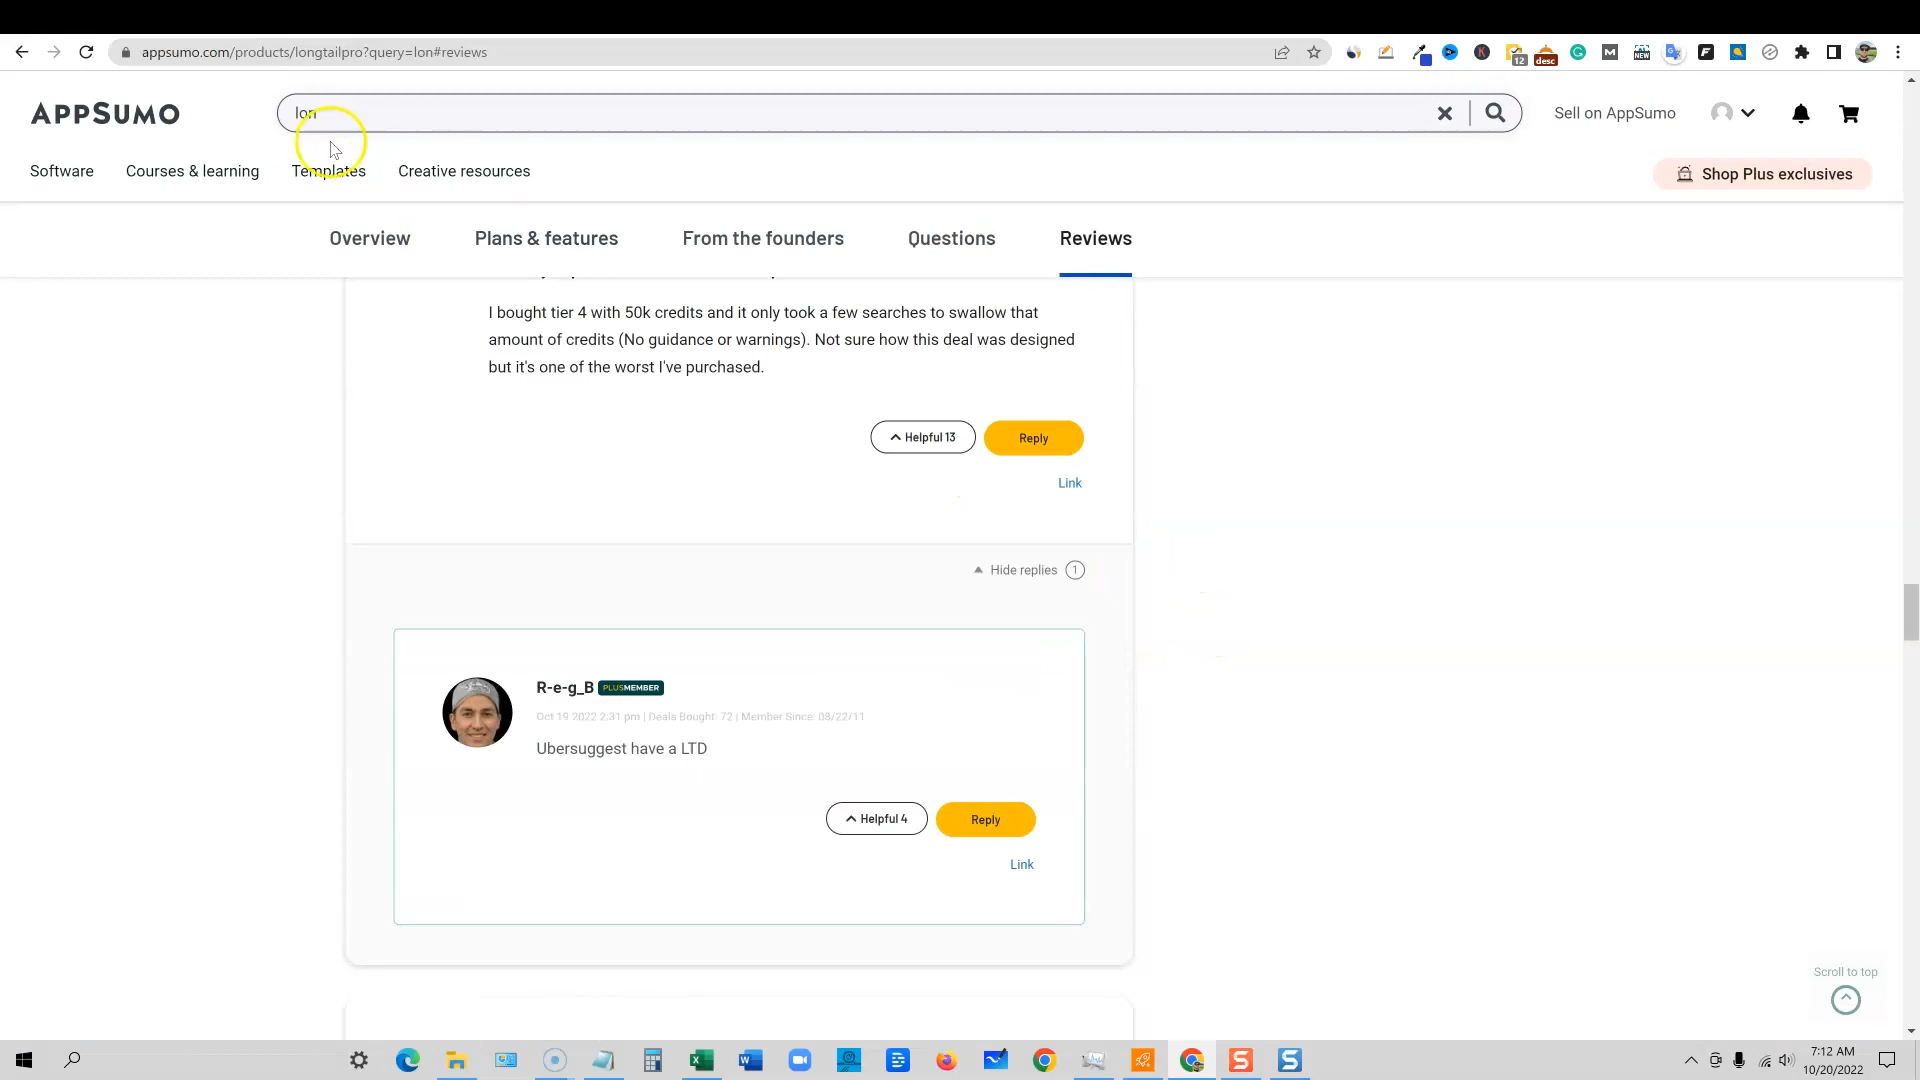 appsumo.com/products/longtailpro?query=lon#reviews
12
desc
NEW
APPSUMO
lon
Sell on AppSumo
Software
Courses & learning
Templates
Creative resources
Shop Plus exclusives
Overview
Plans & features
From the founders
Questions
Reviews
I bought tier 4 with 50k credits and it only took a few searches to swallow that
amount of credits (No guidance or warnings). Not sure how this deal was designed
but it's one of the worst I've purchased.
Helpful 13
Reply
Link
Hide replies 1
R-e-g_B PLUSMEMBER
Oct 19 2022 2:31 pm | Deals Bought: 72 | Member Since: 08/22/11
Ubersuggest have a LTD
Helpful 4
Reply
Link
Scroll to top
7:12 AM
10/20/2022